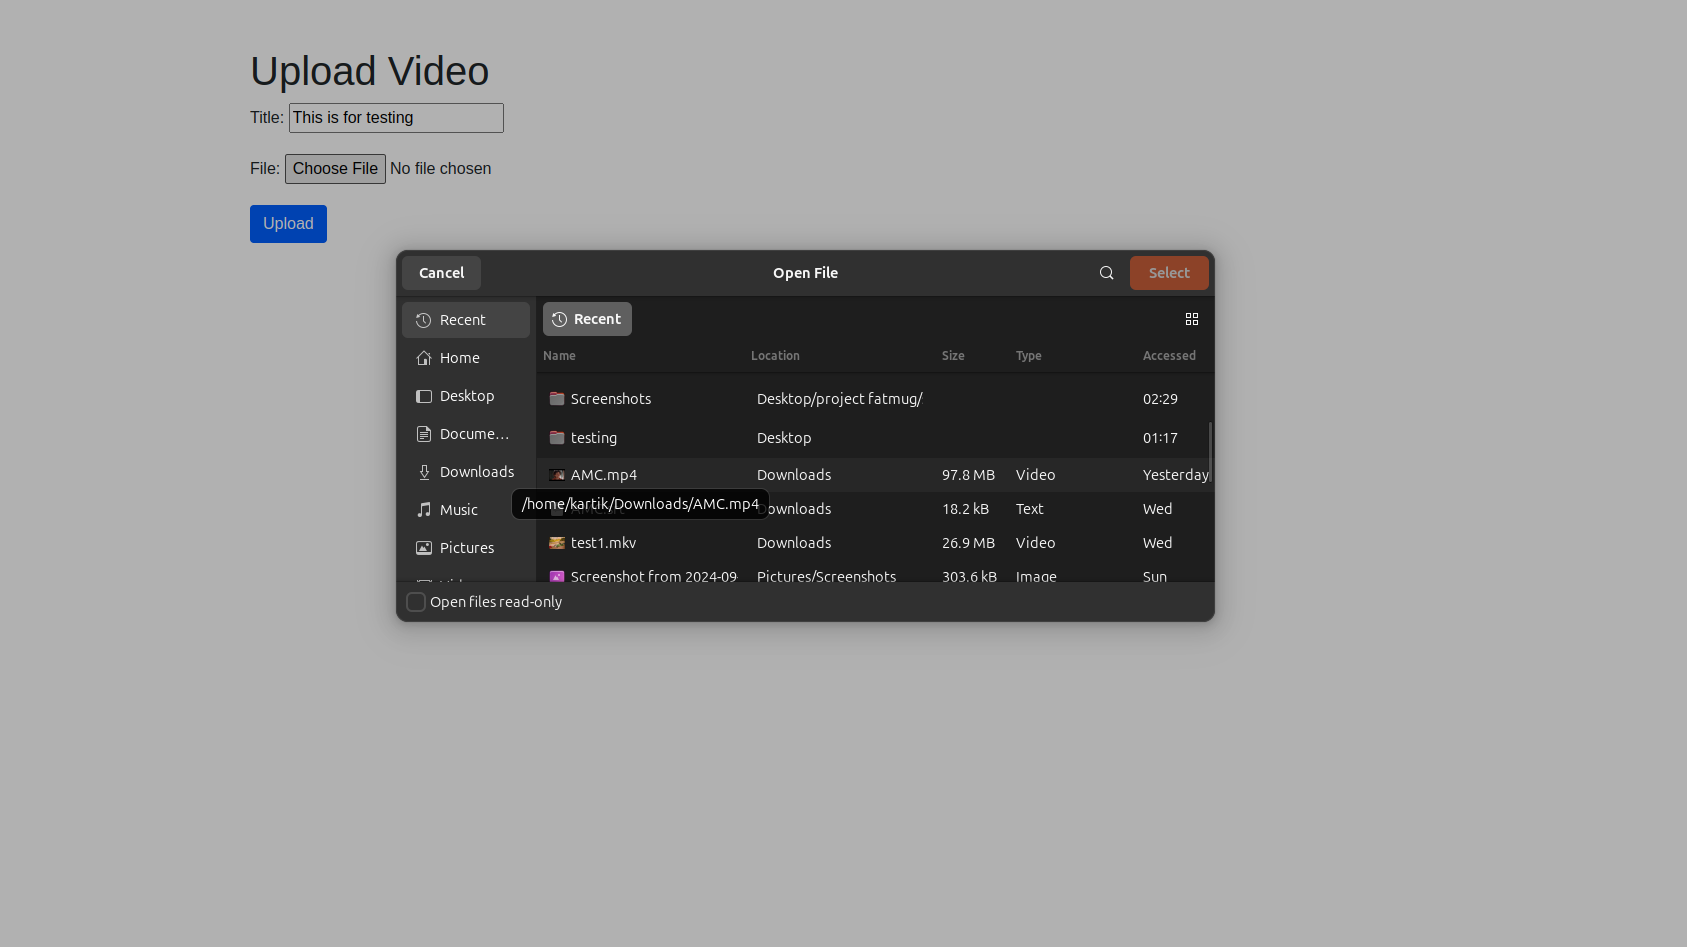 Upload Video
Title: This is for testing
File: Choose File No file chosen
Upload
Cancel Open File Select
Recent
Home
Desktop
Docume...
Downloads
Music
Pictures
Recent
Name Location Size Type Accessed
Screenshots Desktop/project fatmug/ 02:29
testing Desktop 01:17
AMC.mp4 Downloads 97.8 MB Video Yesterday
/home/kartik/Downloads/AMC.mp4
ownloads 18.2 kB Text Wed
test1.mkv Downloads 26.9 MB Video Wed
Screenshot from 2024-09 Pictures/Screenshots 303.6 kB Image Sun
Open files read-only